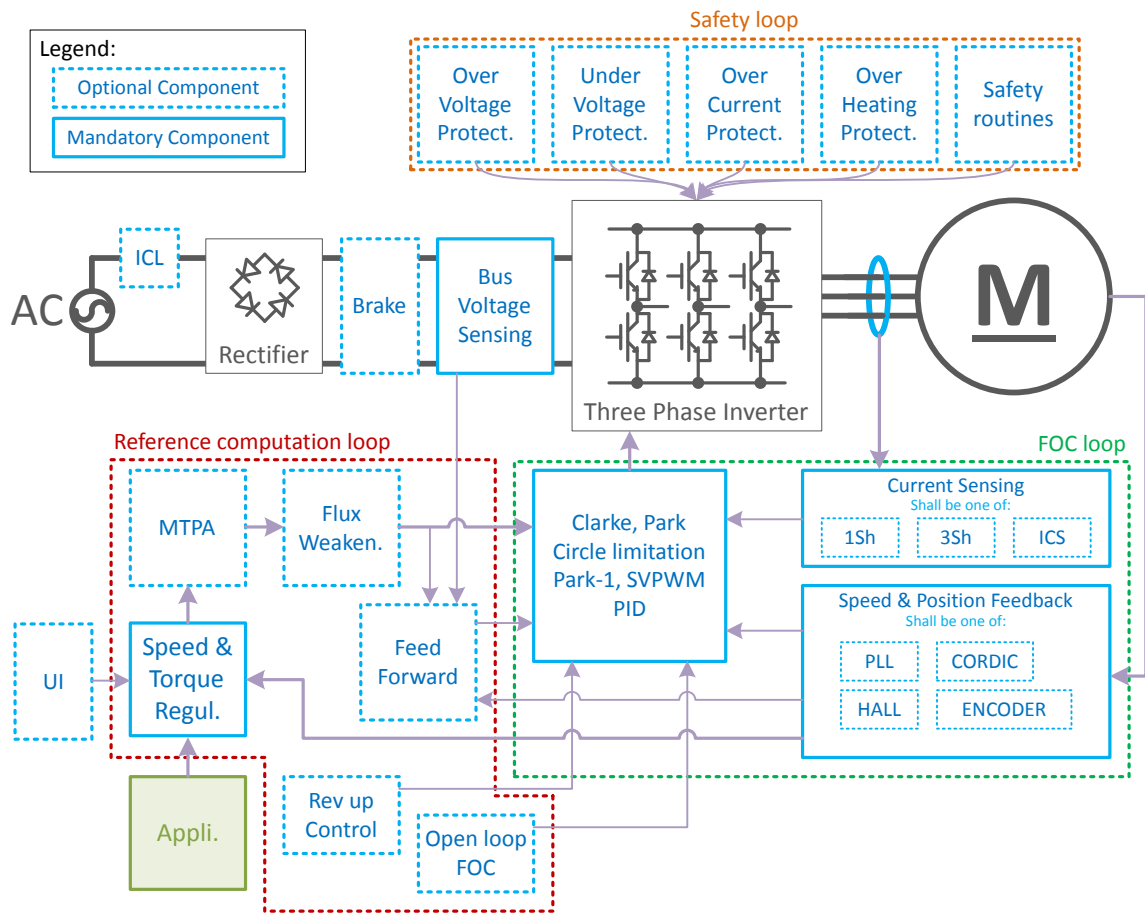 Safety loop
Legend:
Optional Component
Mandatory Component
Over
Voltage
Protect.
Under
Voltage
Protect.
Over
Current
Protect.
Over
Heating
Protect.
Safety
routines
AC
ICL
Rectifier
Brake
Bus
Voltage
Sensing
Three Phase Inverter
M
Reference computation loop
FOC loop
MTPA
Flux
Weaken.
Clarke, Park
Circle limitation
Park-1, SVPWM
PID
Current Sensing
Shall be one of:
1Sh
3Sh
ICS
Speed & Position Feedback
Shall be one of:
PLL
CORDIC
HALL
ENCODER
UI
Speed &
Torque
Regul.
Feed
Forward
Appli.
Rev up
Control
Open loop
FOC